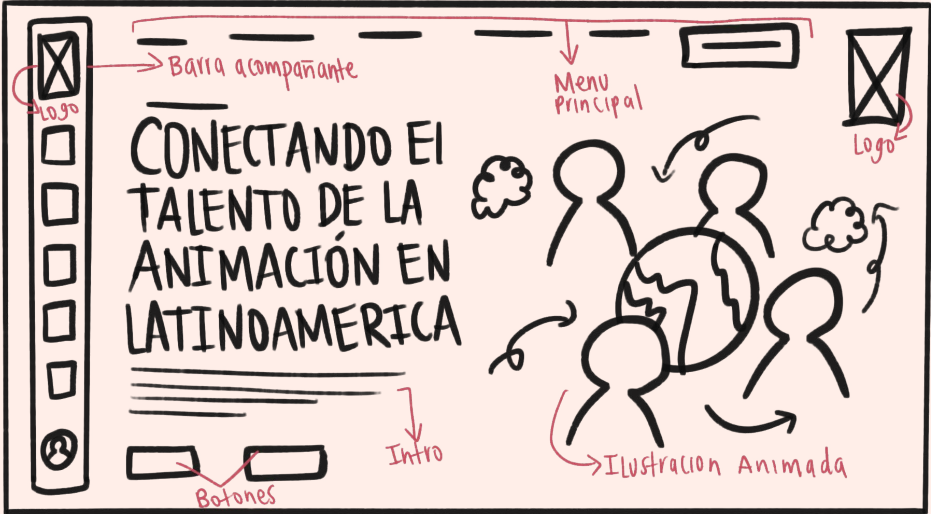 Barra acompañante
Logo
Menu
principal
Logo
CONECTANDO El
TALENTO DE LA
ANIMACIÓN EN
LATINOAMERICA
Intro
Botones
Ilustracion Animada